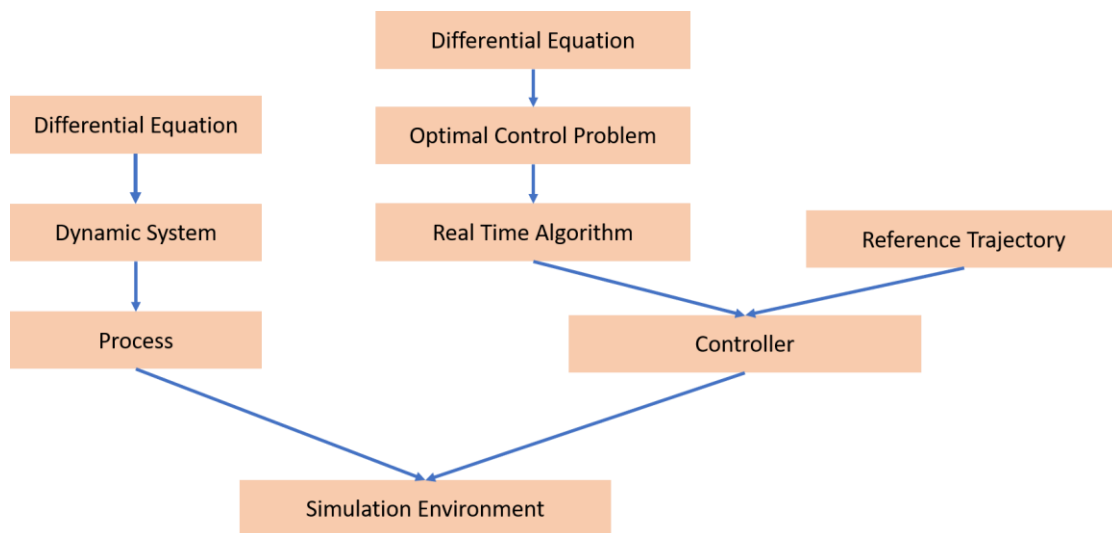 Differential Equation
Differential Equation
Optimal Control Problem
Dynamic System
Real Time Algorithm
Reference Trajectory
Process
Controller
Simulation Environment